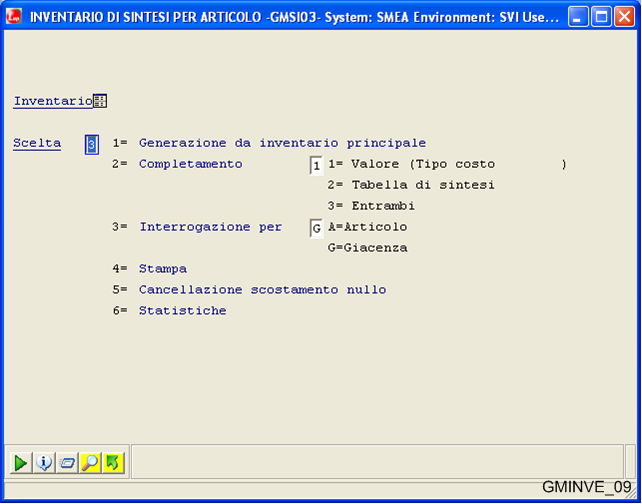 INVENTARIO DI SINTESI PER ARTICOLO -GMSI03- System: SMEA Environment: SVI Use...
Inventario
Scelta 3 1= Generazione da inventario principale
2= Completamento 1 1= Valore (Tipo costo )
2= Tabella di sintesi
3= Entrambi
3= Interrogazione per G A=Articolo
G=Giacenza
4= Stampa
5= Cancellazione scostamento nullo
6= Statistiche
GMINVE_09